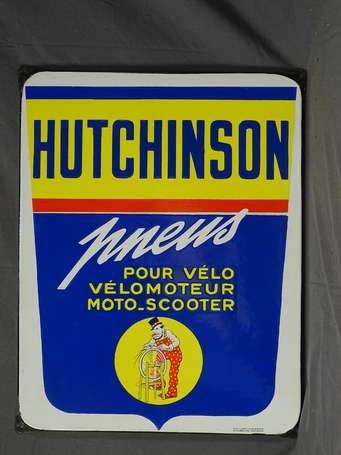 HUTCHINSON
pneus
POUR VÉLO
VÉLOMOTEUR
MOTO-SCOOTER